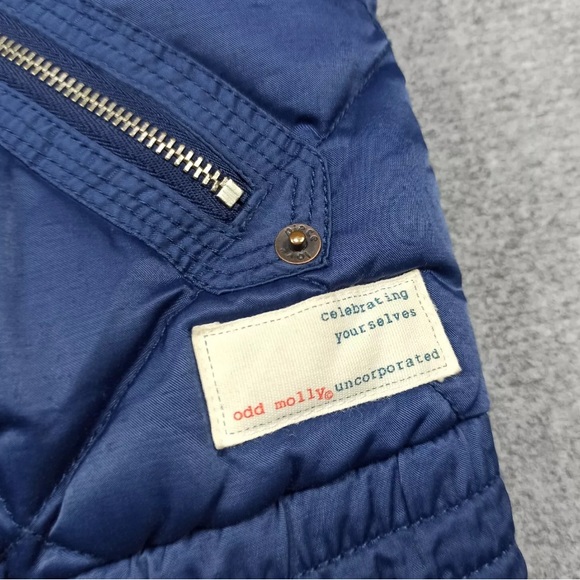 celebrating
yourselves
odd molly© uncorporated